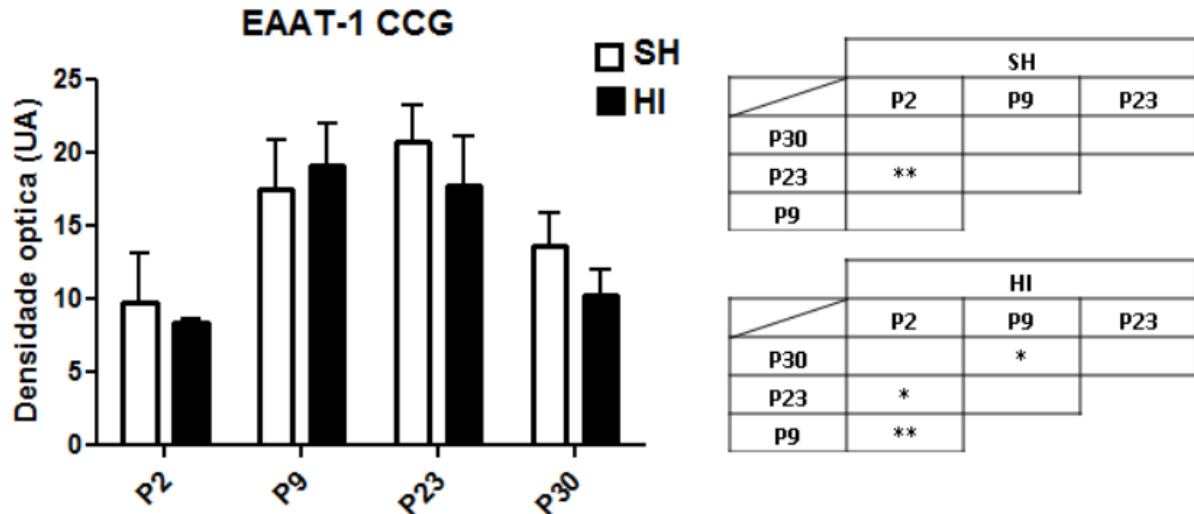 EAAT-1 CCG
SH
HI
Densidade optica (UA)
25
20
15
10
5
0
P2 P9 P23 P30
SH
P2 P9 P23
P30
P23 **
P9
HI
P2 P9 P23
P30 *
P23 *
P9 **